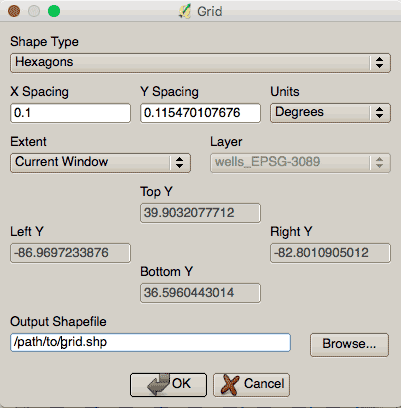 Grid
Shape Type
Hexagons
X Spacing Y Spacing Units
0.1 0.115470107676 Degrees
Extent Layer
Current Window wells_EPSG-3089
Top Y
39.9032077712
Left Y Right Y
-86.9697233876 -82.8010905012
Bottom Y
36.5960443014
Output Shapefile
/path/to/grid.shp Browse...
OK Cancel